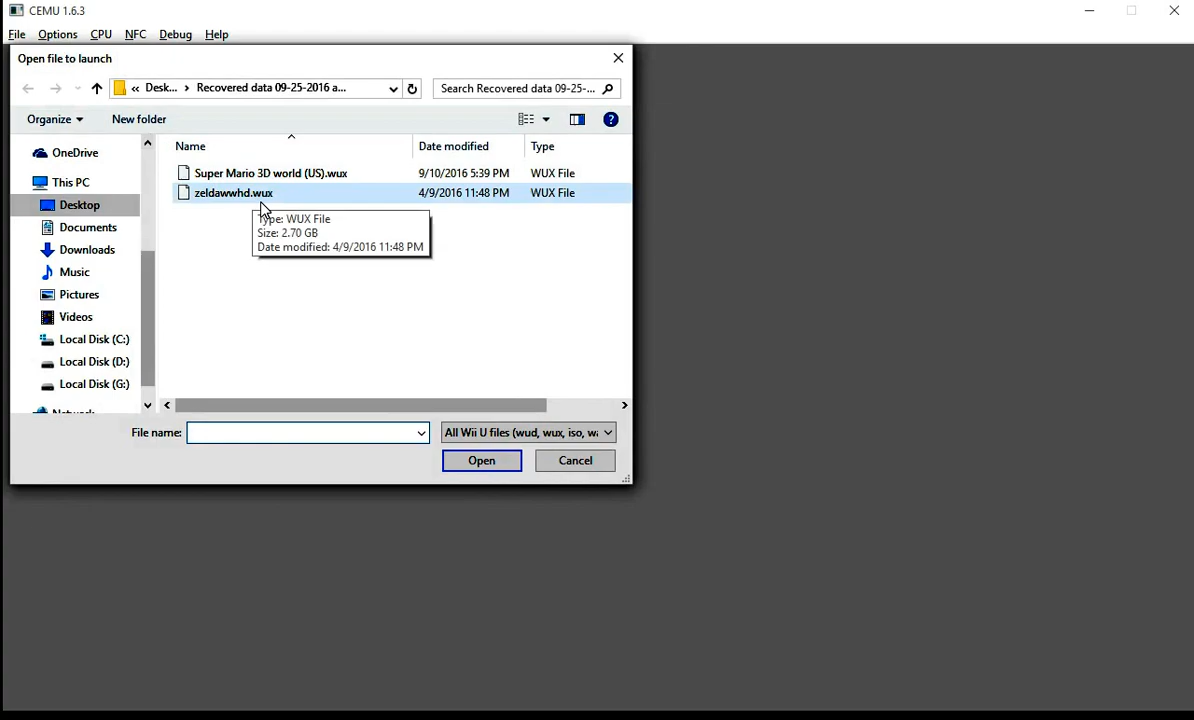 CEMU 1.6.3
File Options CPU NFC Debug Help
Open file to launch
« Desk... > Recovered data 09-25-2016 a...
Search Recovered data 09-25-...
Organize
New folder
?
Name Date modified Type
Super Mario 3D world (US).wux 9/10/2016 5:39 PM WUX File
zeldawwhd.wux 4/9/2016 11:48 PM WUX File
Type: WUX File
Size: 2.70 GB
Date modified: 4/9/2016 11:48 PM
OneDrive
This PC
Desktop
Documents
Downloads
Music
Pictures
Videos
Local Disk (C:)
Local Disk (D:)
Local Disk (G:)
Network
File name:
All Wii U files (wud, wux, iso, wa
Open
Cancel